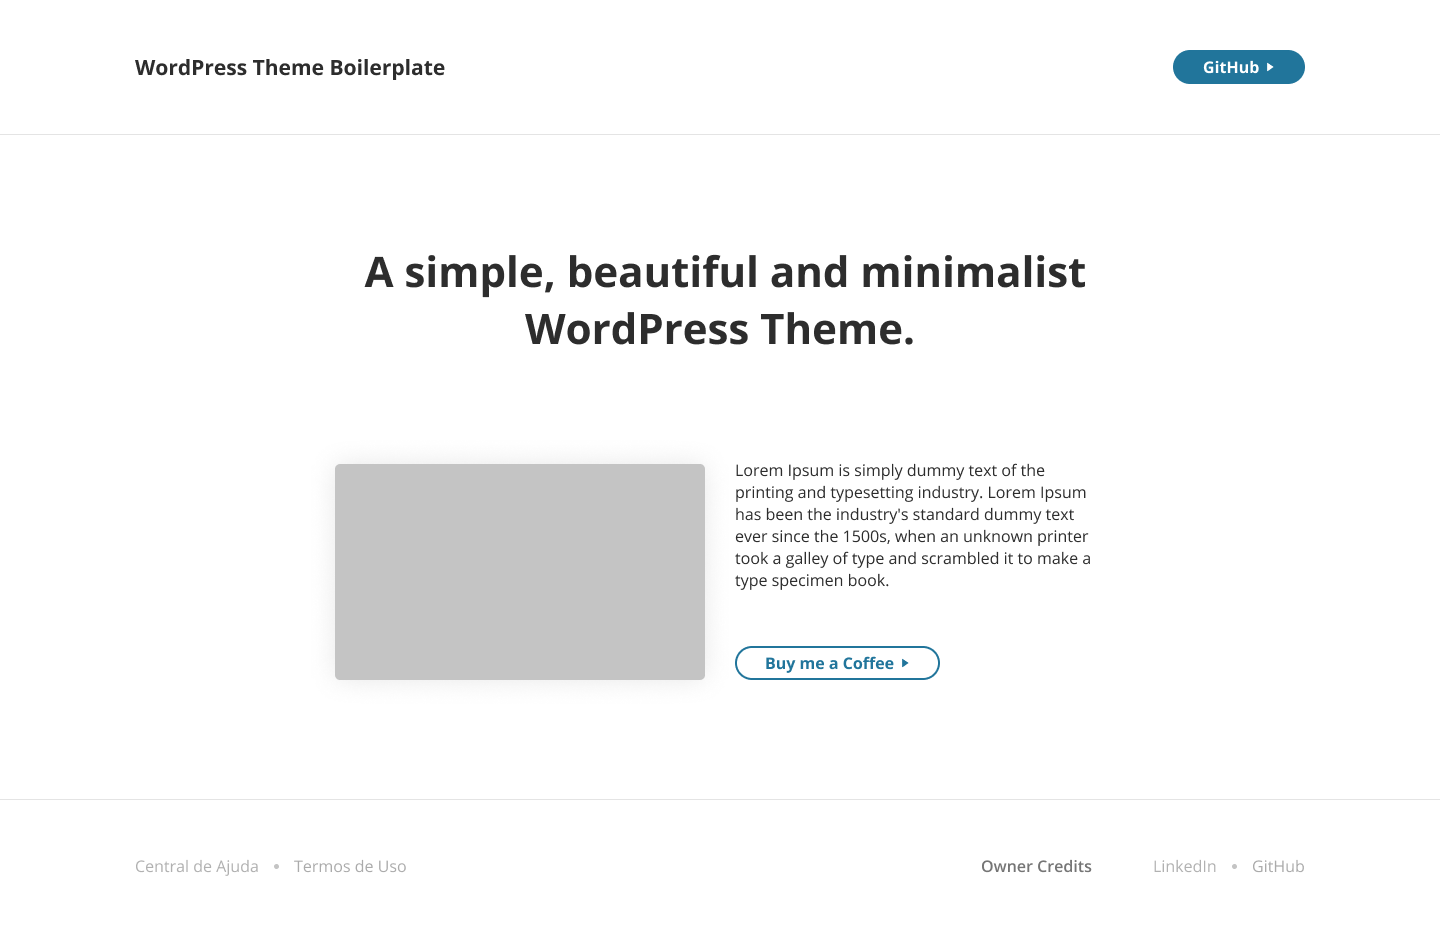 WordPress Theme Boilerplate
GitHub
A simple, beautiful and minimalist
WordPress Theme.
Lorem Ipsum is simply dummy text of the
printing and typesetting industry. Lorem Ipsum
has been the industry's standard dummy text
ever since the 1500s, when an unknown printer
took a galley of type and scrambled it to make a
type specimen book.
Buy me a Coffee
Central de Ajuda • Termos de Uso
Owner Credits
LinkedIn • GitHub